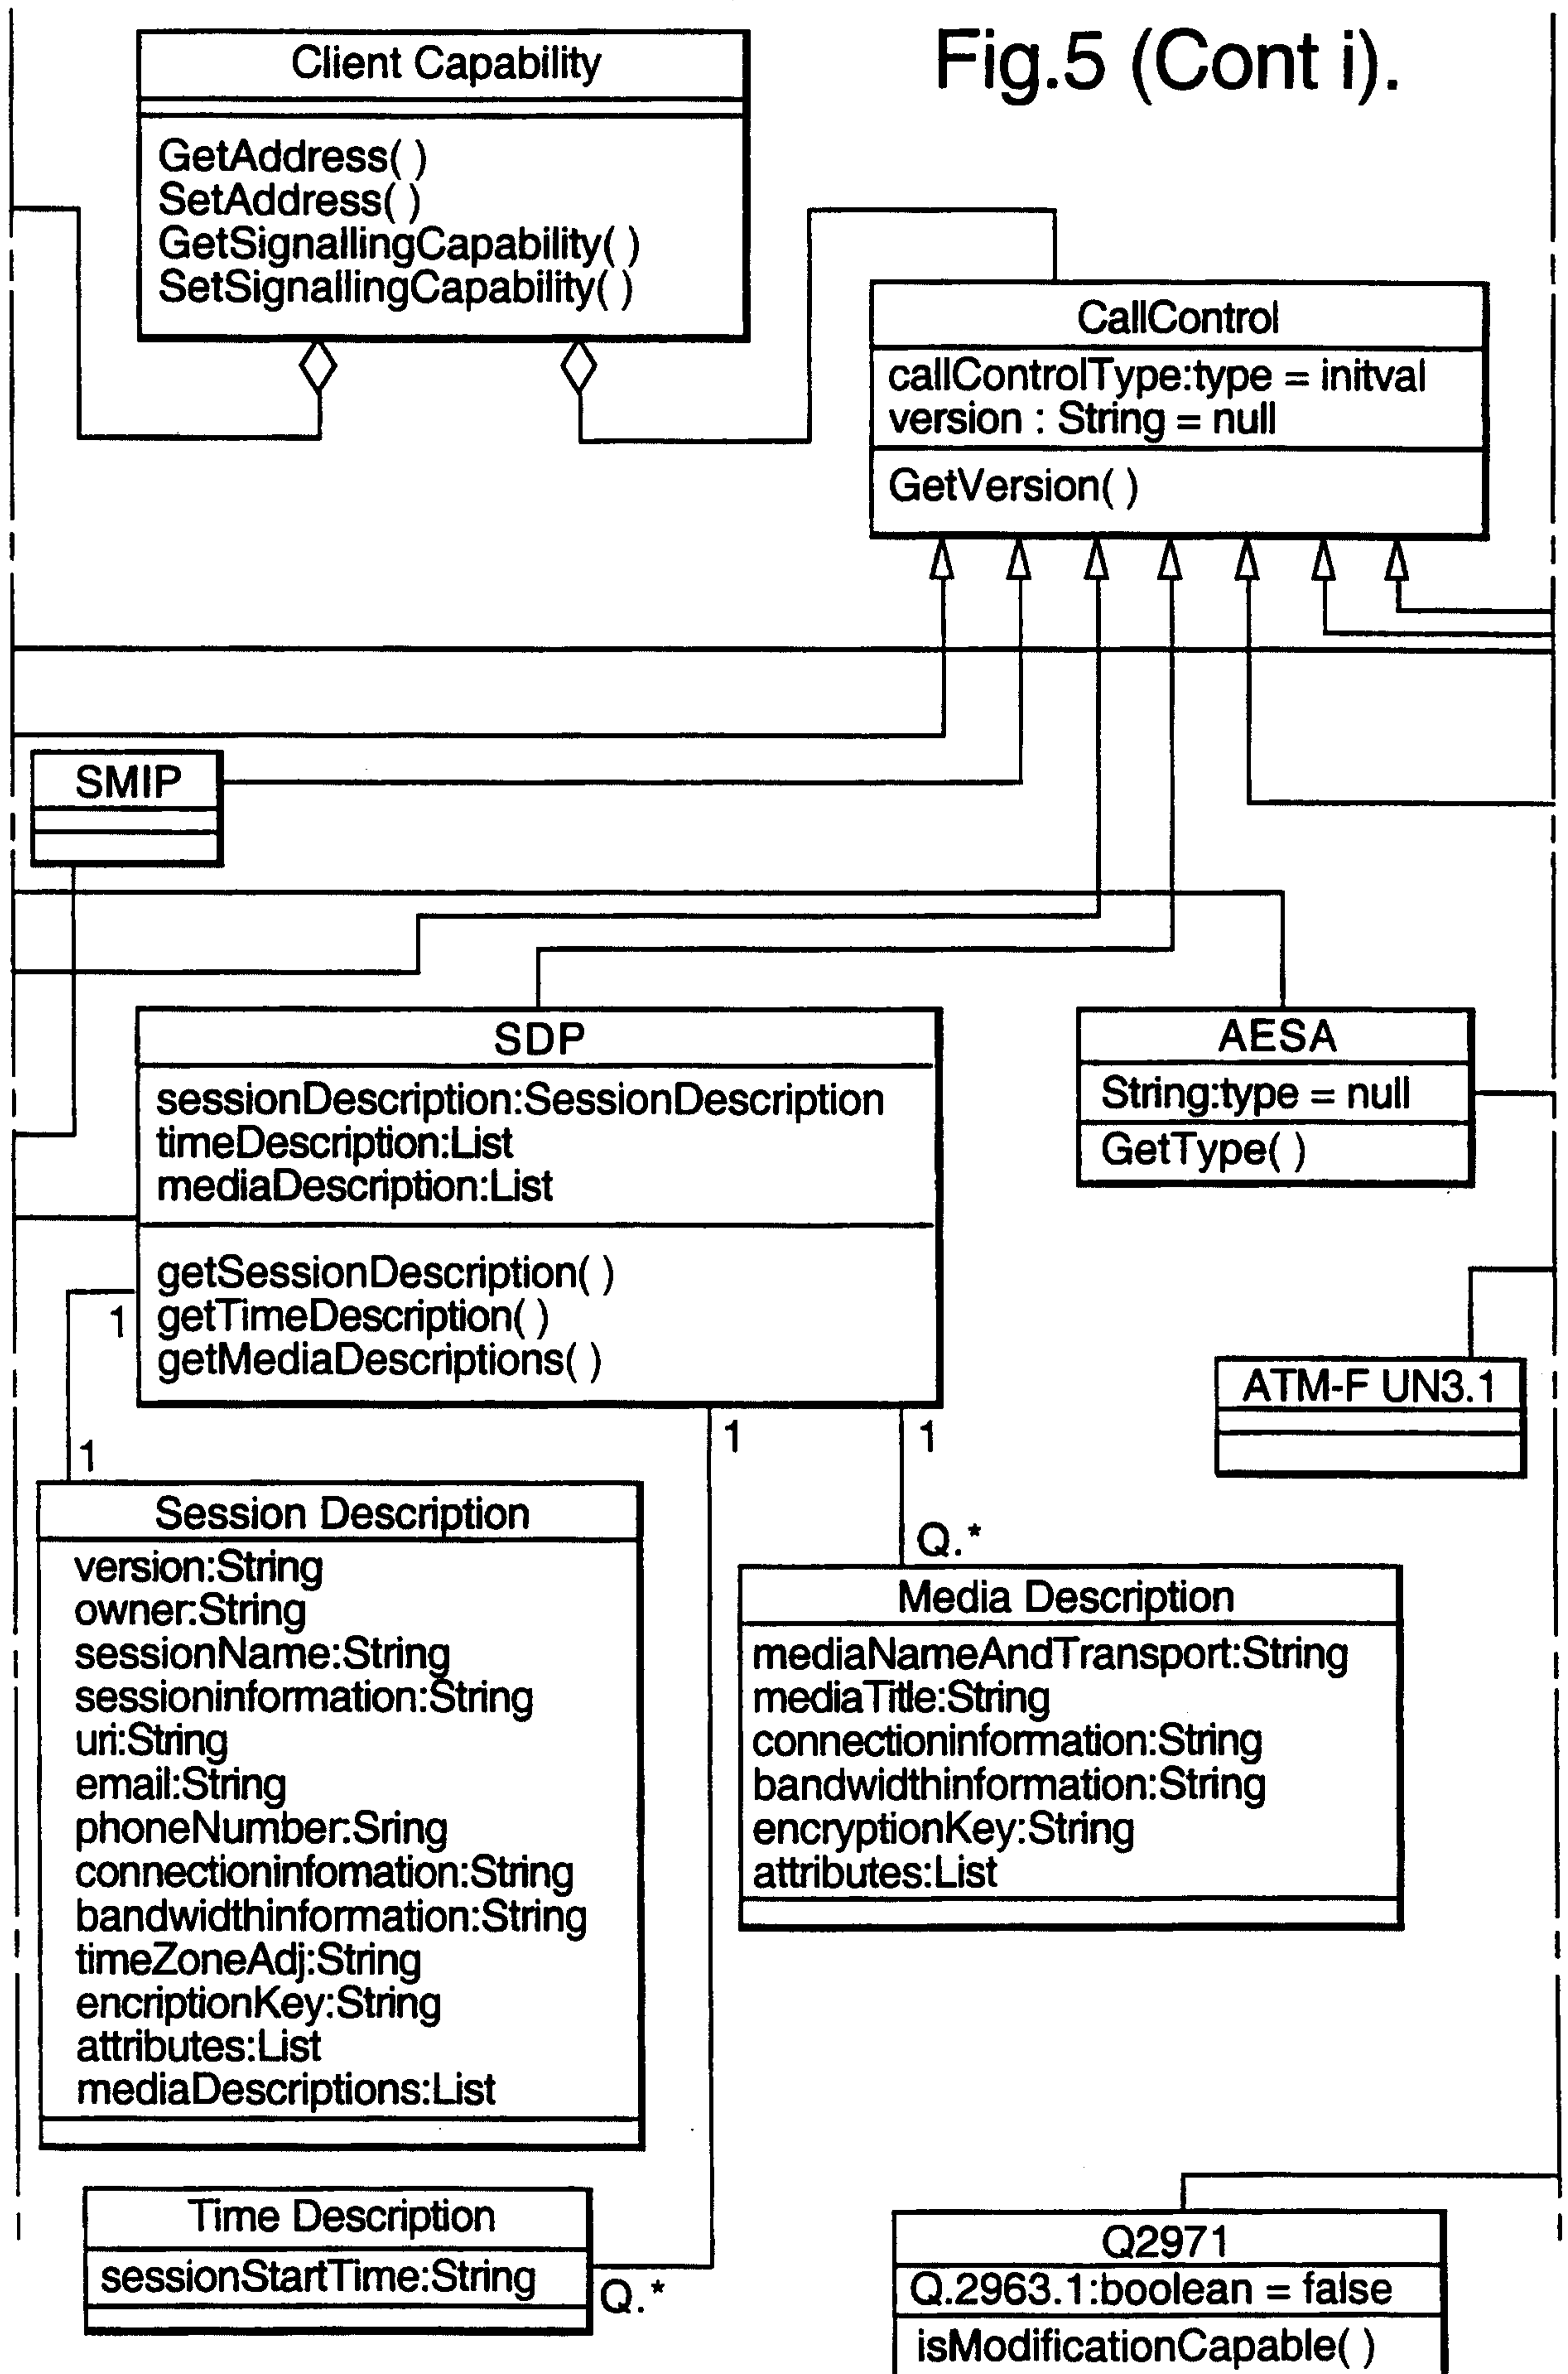 Fig.5 (Cont i).
Client Capability
GetAddress( )
SetAddress( )
GetSignallingCapability( )
SetSignallingCapability( )
CallControl
callControlType:type = initval
version : String = null
GetVersion( )
SMIP
SDP
sessionDescription:SessionDescription
timeDescription:List
mediaDescription:List
getSessionDescription( )
getTimeDescription( )
getMediaDescriptions( )
AESA
String:type = null
GetType( )
1
1
1
1
ATM-F UN3.1
Session Description
version:String
owner:String
sessionName:String
sessioninformation:String
uri:String
email:String
phoneNumber:Sring
connectioninfomation:String
bandwidthinformation:String
timeZoneAdj:String
encriptionKey:String
attributes:List
mediaDescriptions:List
Q.*
Media Description
mediaNameAndTransport:String
mediaTitle:String
connectioninformation:String
bandwidthinformation:String
encryptionKey:String
attributes:List
Time Description
sessionStartTime:String
Q.*
Q2971
Q.2963.1:boolean = false
isModificationCapable( )